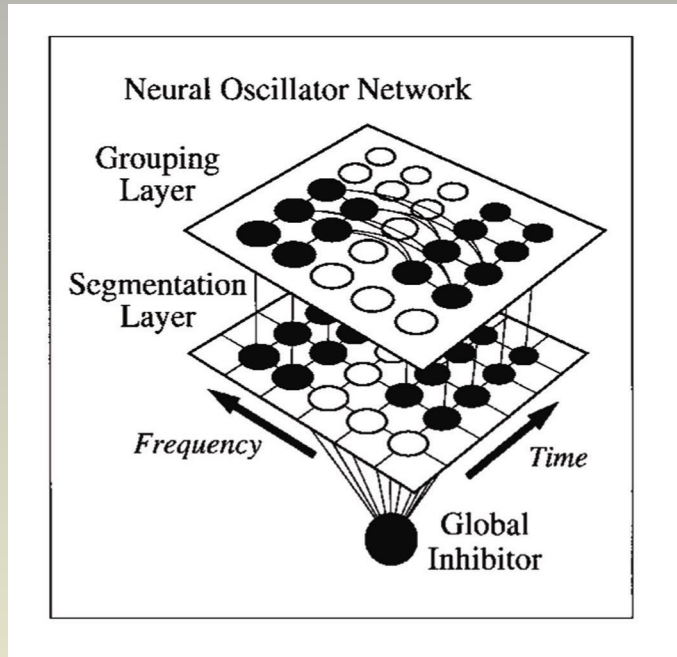 Neural Oscillator Network
Grouping
Layer
Segmentation
Layer
Frequency
Time
Global
Inhibitor